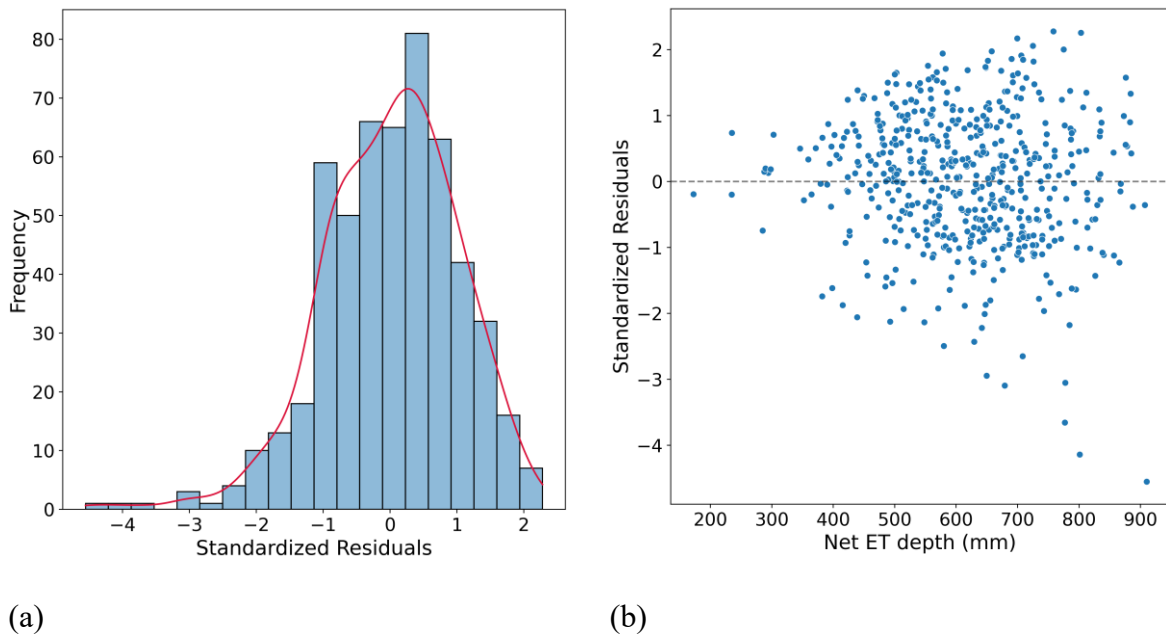 80
70
60
50
40
30
20
10
0
Frequency
−4 −3 −2 −1 0 1 2
Standardized Residuals
(a)
2
1
0
−1
−2
−3
−4
Standardized Residuals
200 300 400 500 600 700 800 900
Net ET depth (mm)
(b)